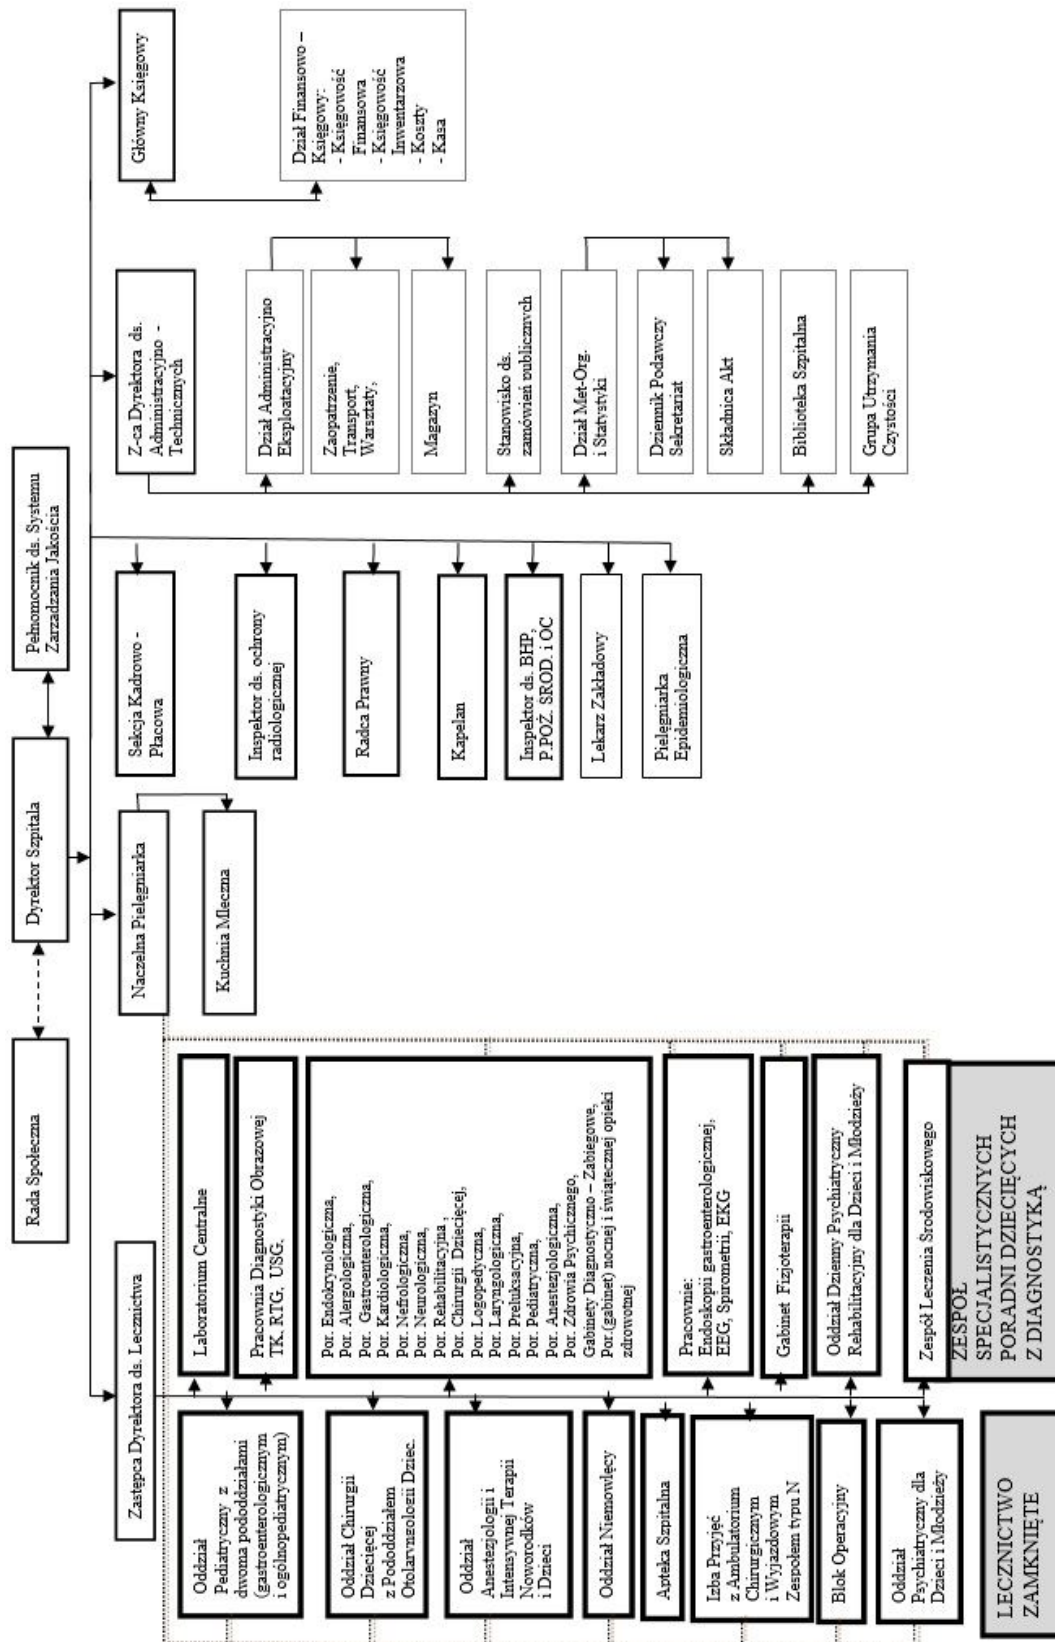 Rada Społeczna
Dyrektor Szpitala
Pełnomocnik ds. Systemu
Zarzadzania Jakościa
Zastępca Dyrektora ds. Lecznictwa
Naczelna Pielęgniarka
Kuchnia Mleczna
Sekcja Kadrowo -
Płacowa
Inspektor ds. ochrony
radiologicznej
Radca Prawny
Kapelan
Inspektor ds. BHP,
P.POŻ. SROD. i OC
Lekarz Zakładowy
Pielęgniarka
Epidemiologiczna
Z-ca Dyrektora ds.
Administracyjno -
Technicznych
Dział Administracyjno
Eksploatacyjny
Zaopatrzenie,
Transport,
Warsztaty,
Magazyn
Stanowisko ds.
zamówień publicznych
Dział Met-Org.
i Statystyki
Dziennik Podawczy
Sekretariat
Składnica Akt
Biblioteka Szpitalna
Grupa Utrzymania
Czystości
Główny Księgowy
Dział Finansowo –
Księgowy:
- Księgowość
Finansowa
- Księgowość
Inwentarzowa
- Koszty
- Kasa
Oddział
Pediatryczny z
dwoma pododdziałami
(gastroenterologicznym
i ogólnopediatrycznym)
Oddział Chirurgii
Dziecięcej
z Pododdziałem
Otolaryngologii Dziec.
Oddział
Anestezjologii i
Intensywnej Terapii
Noworodków
i Dzieci
Oddział Niemowlęcy
Apteka Szpitalna
Izba Przyjęć
z Ambulatorium
Chirurgicznym
i Wyjazdowym
Zespołem typu N
Blok Operacyjny
Oddział
Psychiatryczny dla
Dzieci i Młodzieży
LECZNICTWO
ZAMKNIĘTE
Laboratorium Centralne
Pracownia Diagnostyki Obrazowej
TK, RTG, USG,
Por. Endokrynologiczna,
Por. Alergologiczna,
Por. Gastroenterologiczna,
Por. Kardiologiczna,
Por. Nefrologiczna,
Por. Neurologiczna,
Por. Rehabilitacyjna ,
Por. Chirurgii Dziecięcej,
Por. Logopedyczna,
Por. Laryngologiczna,
Por. Preluksacyjna,
Por. Pediatryczna,
Por. Anestezjologiczna,
Por. Zdrowia Psychicznego,
Gabinety Diagnostyczno – Zabiegowe,
Por.(gabinet) nocnej i świątecznej opieki
zdrowotnej
Pracownie:
Endoskopii gastroenterologicznej,
EEG, Spirometrii, EKG
Gabinet Fizjoterapii
Oddział Dzienny Psychiatryczny
Rehabilitacyjny dla Dzieci i Młodzieży
Zespół Leczenia Środowiskowego
ZESPÓŁ
SPECJALISTYCZNYCH
PORADNI DZIECIĘCYCH
Z DIAGNOSTYKĄ